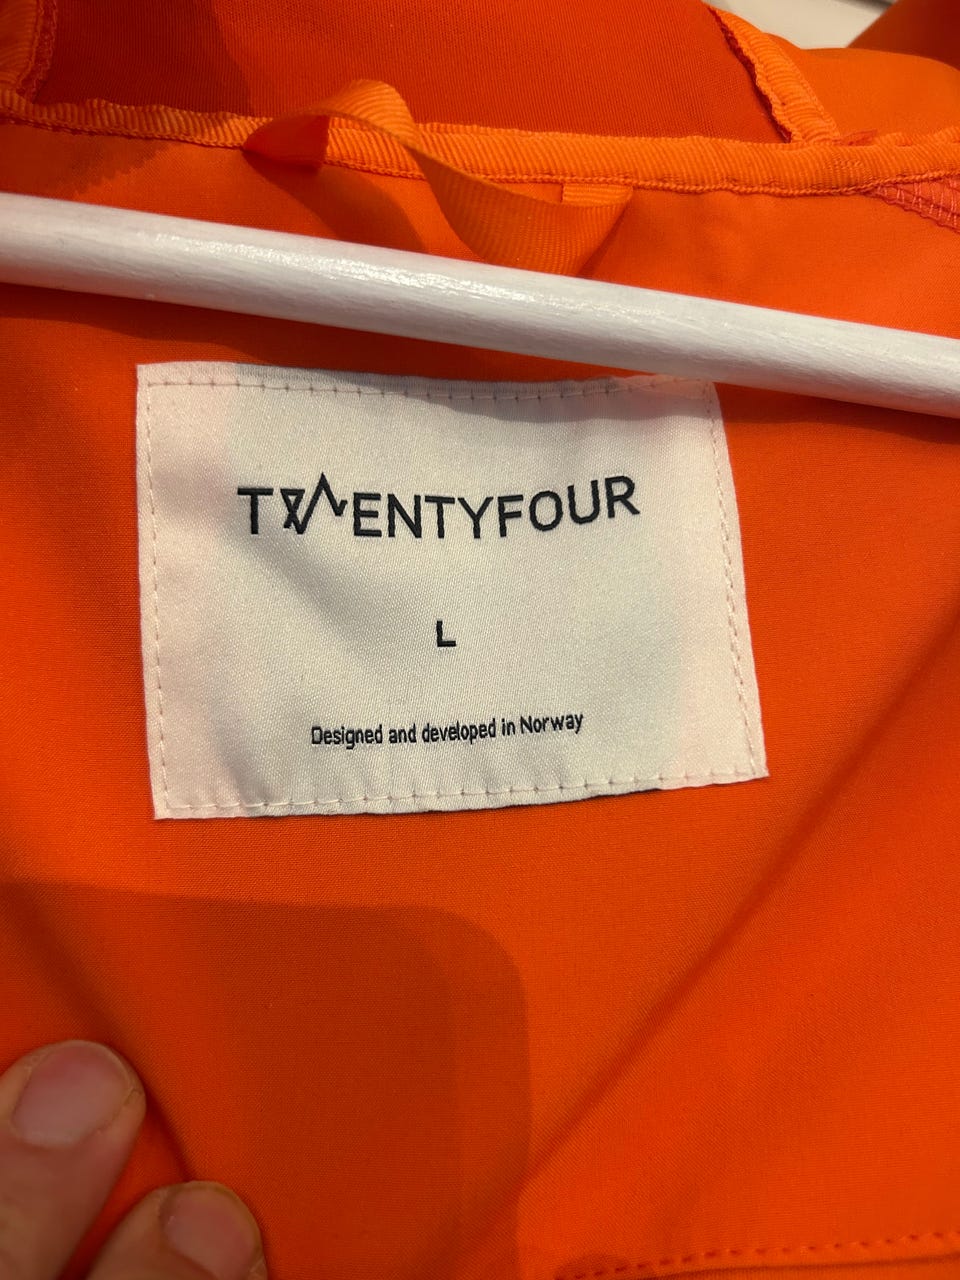 TWENTYFOUR
L
Designed and developed in Norway